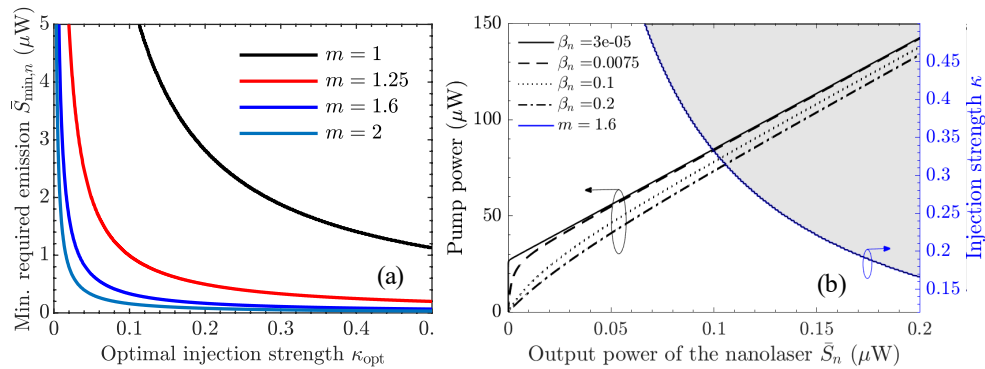 5
4
3
2
1
0
0
0.1
0.2
0.3
0.4
0.5
Min. required emission S̄min,n (μW)
Optimal injection strength κopt
m = 1
m = 1.25
m = 1.6
m = 2
(a)
150
100
50
0
0
0.05
0.1
0.15
0.2
Pump power (μW)
Output power of the nanolaser S̄n (μW)
βn =3e-05
βn =0.0075
βn =0.1
βn =0.2
m = 1.6
(b)
0.45
0.4
0.35
0.3
0.25
0.2
0.15
Injection strength κ